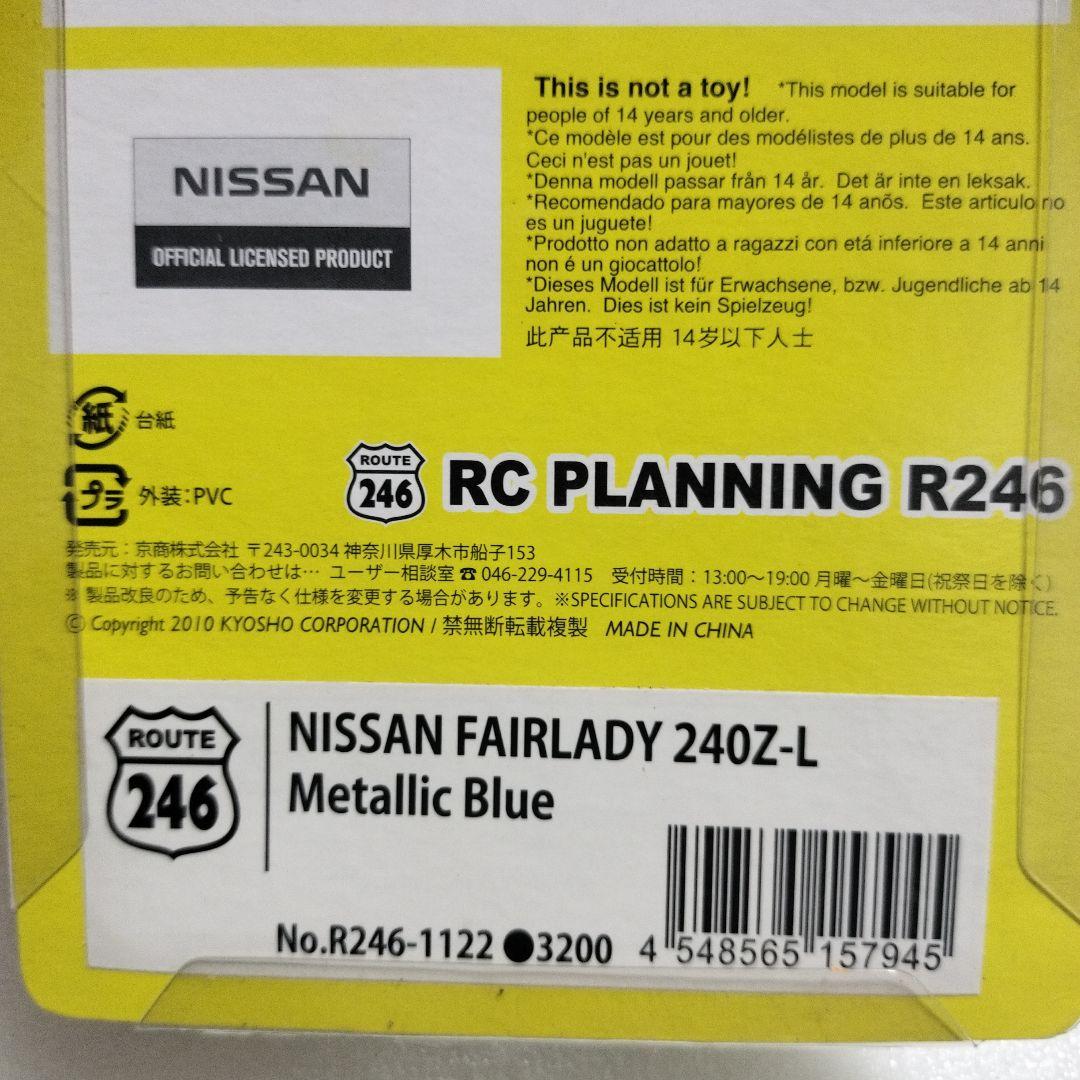 NISSAN
OFFICIAL LICENSED PRODUCT
This is not a toy! *This model is suitable for
people of 14 years and older.
*Ce modèle est pour des modélistes de plus de 14 ans.
Ceci n'est pas un jouet!
*Denna modell passar från 14 år. Det är inte en leksak.
*Recomendado para mayores de 14 anõs. Este artículo no
es un juguete!
*Prodotto non adatto a ragazzi con etá inferiore a 14 anni
non é un giocattolo!
*Dieses Modell ist für Erwachsene, bzw. Jugendliche ab 14
Jahren. Dies ist kein Spielzeug!
此产品不适用 14岁以下人士
紙 台紙
プラ 外装:PVC
ROUTE
246
RC PLANNING R246
発売元:京商株式会社 〒243-0034 神奈川県厚木市船子153
製品に対するお問い合わせは… ユーザー相談室 ☎ 046-229-4115 受付時間:13:00〜19:00 月曜〜金曜日(祝祭日を除く)
※ 製品改良のため、予告なく仕様を変更する場合があります。※SPECIFICATIONS ARE SUBJECT TO CHANGE WITHOUT NOTICE.
© Copyright 2010 KYOSHO CORPORATION / 禁無断転載複製 MADE IN CHINA
ROUTE
246
NISSAN FAIRLADY 240Z-L
Metallic Blue
No.R246-1122 ●3200
4 548565 157945